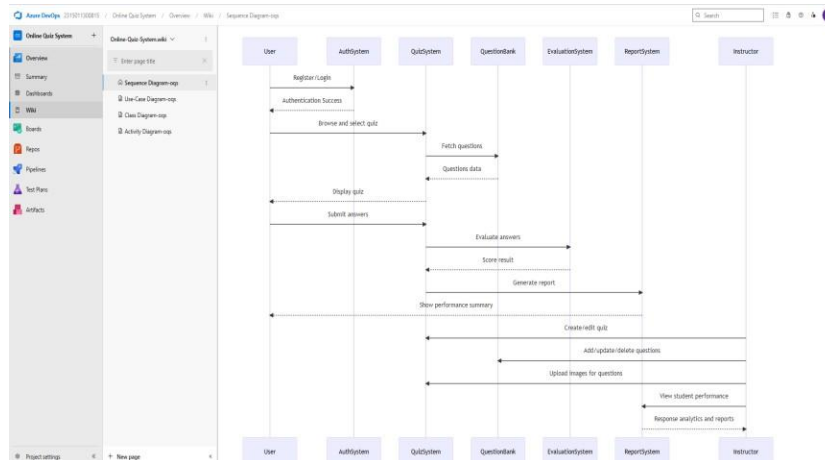 Azure DevOps 2315011300815 / Online Quiz System / Overview / Wiki / Sequence Diagram-oop
Search
Online Quiz System +
Overview
Summary
Dashboards
Wiki
Boards
Repos
Pipelines
Test Plans
Artifacts
Project settings
Online Quiz System.wiki
Enter page title
Sequence Diagram-oop
Use-Case Diagram-oop
Class Diagram-oop
Activity Diagram-oop
+ New page
User AuthSystem QuizSystem QuestionBank EvaluationSystem ReportSystem Instructor
Register/Login
Authentication Success
Browse and select quiz
Fetch questions
Questions data
Display quiz
Submit answers
Evaluate answers
Score result
Generate report
Show performance summary
Create/edit quiz
Add/update/delete questions
Upload images for questions
View student performance
Response analytics and reports
User AuthSystem QuizSystem QuestionBank EvaluationSystem ReportSystem Instructor